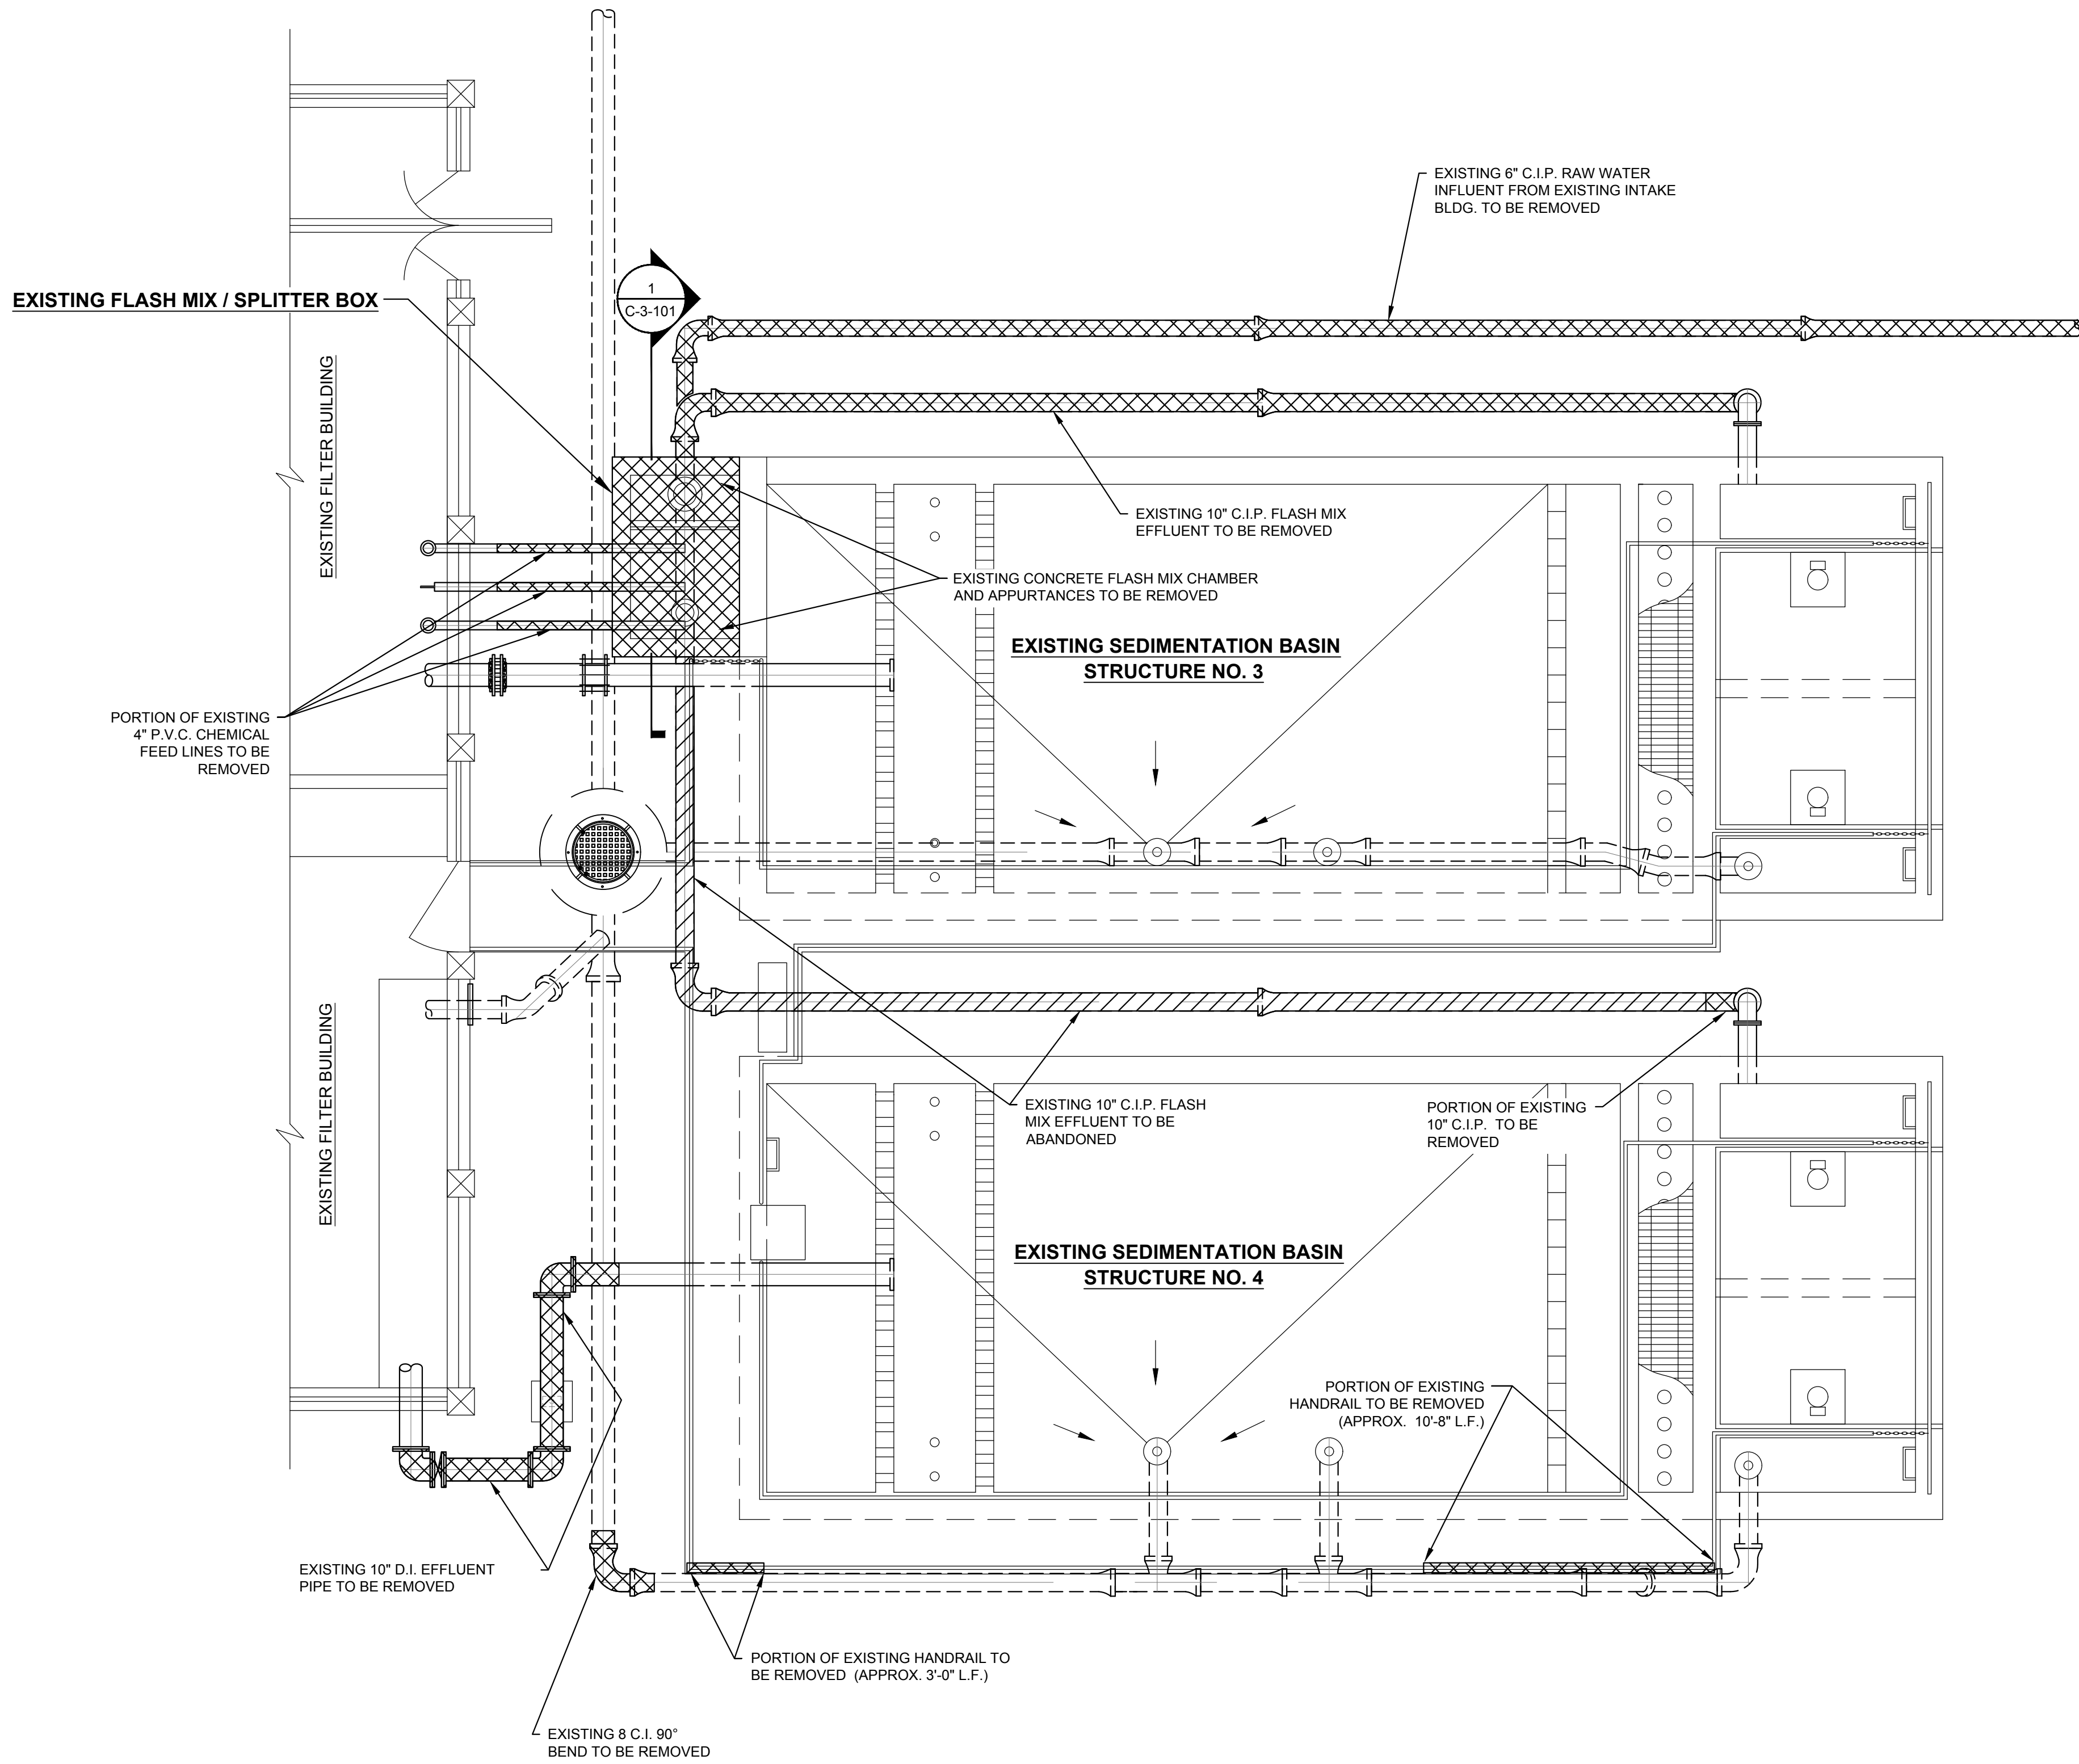 EXISTING 6" C.I.P. RAW WATER
INFLUENT FROM EXISTING INTAKE
BLDG. TO BE REMOVED
EXISTING FLASH MIX / SPLITTER BOX
1
C-3-101
EXISTING FILTER BUILDING
EXISTING 10" C.I.P. FLASH MIX
EFFLUENT TO BE REMOVED
EXISTING CONCRETE FLASH MIX CHAMBER
AND APPURTANCES TO BE REMOVED
EXISTING SEDIMENTATION BASIN
STRUCTURE NO. 3
PORTION OF EXISTING
4" P.V.C. CHEMICAL
FEED LINES TO BE
REMOVED
EXISTING FILTER BUILDING
EXISTING 10" C.I.P. FLASH
MIX EFFLUENT TO BE
ABANDONED
PORTION OF EXISTING
10" C.I.P. TO BE
REMOVED
EXISTING SEDIMENTATION BASIN
STRUCTURE NO. 4
PORTION OF EXISTING
HANDRAIL TO BE REMOVED
(APPROX. 10'-8" L.F.)
EXISTING 10" D.I. EFFLUENT
PIPE TO BE REMOVED
PORTION OF EXISTING HANDRAIL TO
BE REMOVED (APPROX. 3'-0" L.F.)
EXISTING 8 C.I. 90°
BEND TO BE REMOVED